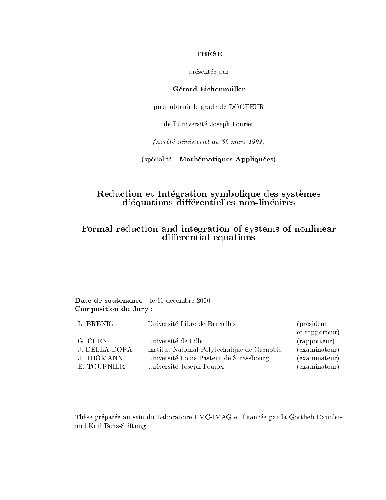 THÈSE
présentée par
Gérard Eichenmüller
pour obtenir le grade de DOCTEUR
de l'Université Joseph Fourier
(arrêté ministériel du 30 mars 1992)
(spécialité : Mathématiques Appliquées)
Reduction et Intégration symbolique des systèmes
d'équations différentielles non-linéaires
Formal reduction and integration of systems of nonlinear
differential equations
Date de soutenance : le 11 décembre 2000
Composition du Jury :
L. BRENIG Université Libre de Bruxelles (président
et rapporteur)
Université de Lille (rapporteur)
J. DELLA DORA Institut National Polytechnique de Grenoble (examinateur)
J. THOMANN Université Louis Pasteur de Strasbourg (examinateur)
E. TOURNIER Université Joseph Fourier (examinateur)
Thèse préparée au sein du Laboratoire LMC-IMAG et financée par la Gottlieb Daimler-
und Karl Benz-Stiftung